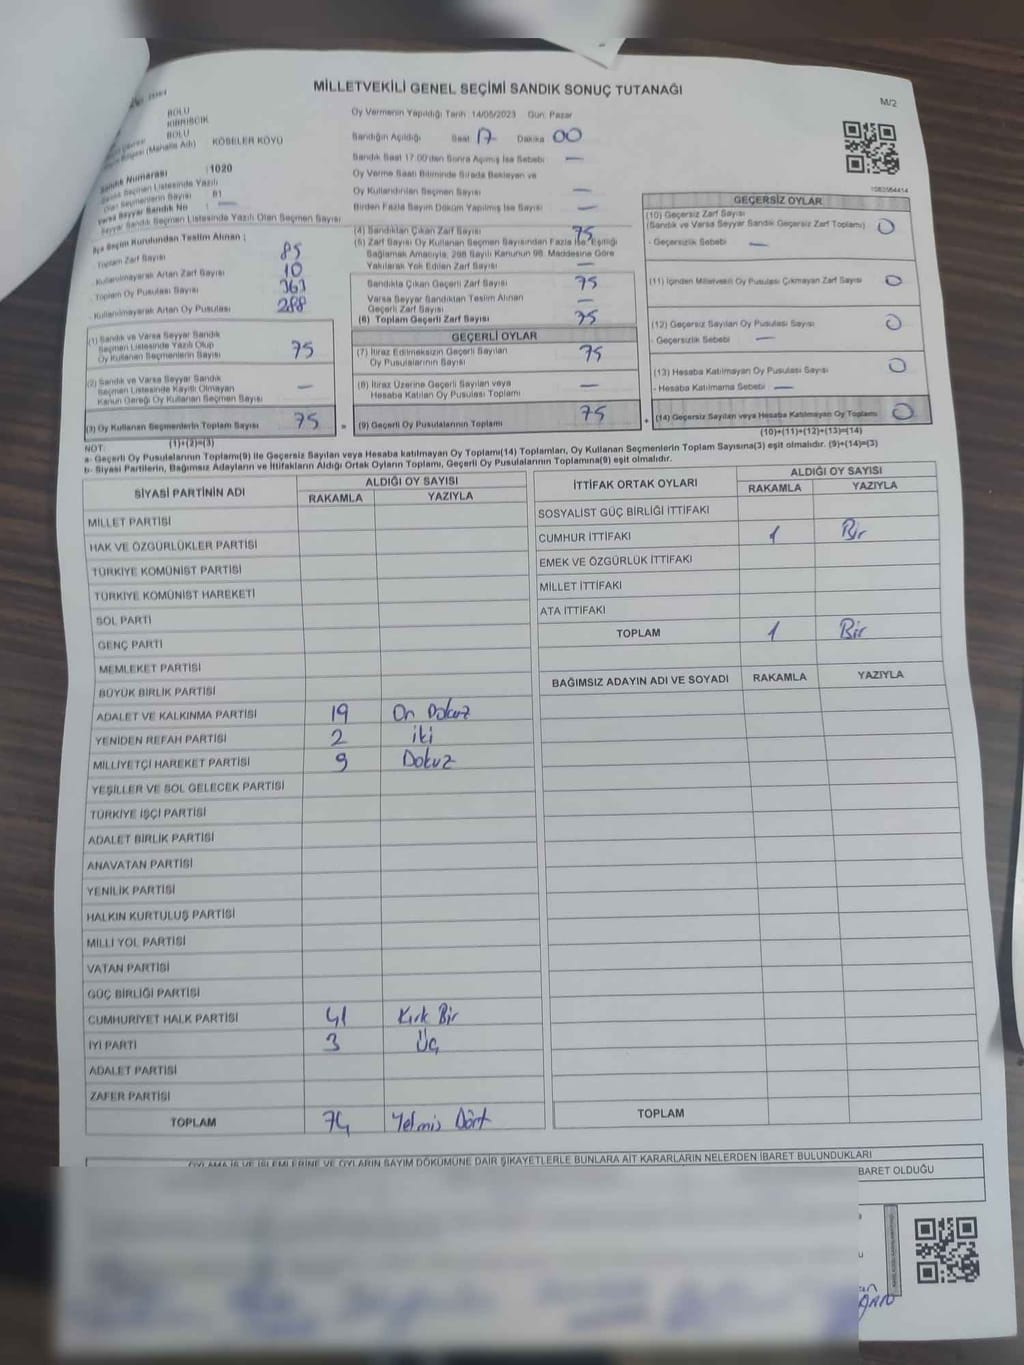 MİLLETVEKİLİ GENEL SEÇİMİ SANDIK SONUÇ TUTANAĞI
M/2
BOLU
KIBRISCIK
BOLU
(Mahalle Adı) KÖSELER KÖYÜ
Sandık Numarası : 1020
Seçmen Listesinde Yazılı
Olan Seçmenlerin Sayısı 81
Varsa Seyyar Sandık No —
Seyyar Sandık Seçmen Listesinde Yazılı Olan Seçmen Sayısı
İlçe Seçim Kurulundan Teslim Alınan ;
- Toplam Zarf Sayısı 85
- Kullanılmayarak Artan Zarf Sayısı 10
- Toplam Oy Pusulası Sayısı 363
- Kullanılmayarak Artan Oy Pusulası 288
Oy Vermenin Yapıldığı Tarih 14/05/2023 Gün: Pazar
Sandığın Açıldığı Saat 17 Dakika 00
Sandık Saat 17:00'den Sonra Açımış İse Sebebi —
Oy Verme Saati Bitiminde Sırada Bekleyen ve
Oy Kullandırılan Seçmen Sayısı —
Birden Fazla Sayım Döküm Yapılmış İse Sayısı —
(4) Sandıktan Çıkan Zarf Sayısı 75
(5) Zarf Sayısı Oy Kullanan Seçmen Sayısından Fazla İse, Eşitliği
Sağlamak Amacıyla, 298 Sayılı Kanunun 98. Maddesine Göre
Yakılarak Yok Edilen Zarf Sayısı —
Sandıkta Çıkan Geçerli Zarf Sayısı 75
Varsa Seyyar Sandıktan Teslim Alınan
Geçerli Zarf Sayısı —
(6) Toplam Geçerli Zarf Sayısı 75
GEÇERSİZ OYLAR
(10) Geçersiz Zarf Sayısı
(Sandık ve Varsa Seyyar Sandık Geçersiz Zarf Toplamı) 0
- Geçersizlik Sebebi —
(11) İçinden Milletvekili Oy Pusulası Çıkmayan Zarf Sayısı 0
(12) Geçersiz Sayılan Oy Pusulası Sayısı 0
- Geçersizlik Sebebi —
(13) Hesaba Katılmayan Oy Pusulası Sayısı 0
- Hesaba Katılmama Sebebi —
+ (14) Geçersiz Sayılan veya Hesaba Katılmayan Oy Toplamı 0
(10)+(11)+(12)+(13)=(14)
(1) Sandık ve Varsa Seyyar Sandık
Seçmen Listesinde Yazılı Olup
Oy Kullanan Seçmenlerin Sayısı 75
(2) Sandık ve Varsa Seyyar Sandık
Seçmen Listesinde Kayıtlı Olmayan
Kanun Gereği Oy Kullanan Seçmen Sayısı —
(3) Oy Kullanan Seçmenlerin Toplam Sayısı 75 =
(1)+(2)=(3)
GEÇERLİ OYLAR
(7) İtiraz Edilmeksizin Geçerli Sayılan
Oy Pusulalarının Sayısı 75
(8) İtiraz Üzerine Geçerli Sayılan veya
Hesaba Katılan Oy Pusulası Toplamı —
(9) Geçerli Oy Pusulalarının Toplamı 75
NOT:
a- Geçerli Oy Pusulalarının Toplamı(9) ile Geçersiz Sayılan veya Hesaba katılmayan Oy Toplamı(14) Toplamları, Oy Kullanan Seçmenlerin Toplam Sayısına(3) eşit olmalıdır. (9)+(14)=(3)
b- Siyasi Partilerin, Bağımsız Adayların ve İttifakların Aldığı Ortak Oyların Toplamı, Geçerli Oy Pusulalarının Toplamına(9) eşit olmalıdır.
SİYASİ PARTİNİN ADI ALDIĞI OY SAYISI
RAKAMLA YAZIYLA
MİLLET PARTİSİ
HAK VE ÖZGÜRLÜKLER PARTİSİ
TÜRKİYE KOMÜNİST PARTİSİ
TÜRKİYE KOMÜNİST HAREKETİ
SOL PARTİ
GENÇ PARTİ
MEMLEKET PARTİSİ
BÜYÜK BİRLİK PARTİSİ
ADALET VE KALKINMA PARTİSİ 19 On Dokuz
YENİDEN REFAH PARTİSİ 2 iki
MİLLİYETÇİ HAREKET PARTİSİ 9 Dokuz
YEŞİLLER VE SOL GELECEK PARTİSİ
TÜRKİYE İŞÇİ PARTİSİ
ADALET BİRLİK PARTİSİ
ANAVATAN PARTİSİ
YENİLİK PARTİSİ
HALKIN KURTULUŞ PARTİSİ
MİLLİ YOL PARTİSİ
VATAN PARTİSİ
GÜÇ BİRLİĞİ PARTİSİ
CUMHURİYET HALK PARTİSİ 41 Kırk Bir
İYİ PARTİ 3 Üç
ADALET PARTİSİ
ZAFER PARTİSİ
TOPLAM 74 Yetmiş Dört
İTTİFAK ORTAK OYLARI ALDIĞI OY SAYISI
RAKAMLA YAZIYLA
SOSYALİST GÜÇ BİRLİĞİ İTTİFAKI
CUMHUR İTTİFAKI 1 Bir
EMEK VE ÖZGÜRLÜK İTTİFAKI
MİLLET İTTİFAKI
ATA İTTİFAKI
TOPLAM 1 Bir
BAĞIMSIZ ADAYIN ADI VE SOYADI RAKAMLA YAZIYLA
TOPLAM
OYLAMA İŞ VE İŞLEMLERİNE VE OYLARIN SAYIM DÖKÜMÜNE DAİR ŞİKAYETLERLE BUNLARA AİT KARARLARIN NELERDEN İBARET BULUNDUKLARI
BARET OLDUĞU